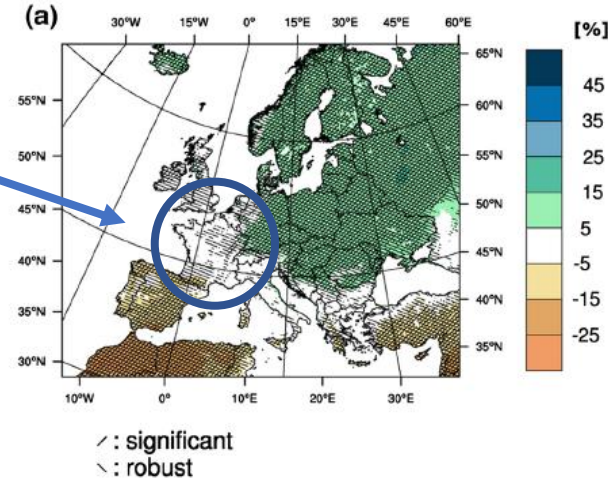 (a)
30°W 15°W 0° 15°E 30°E 45°E 60°E
[%]
65°N
55°N
60°N
45
50°N
55°N
35
25
45°N
50°N
15
40°N
45°N
5
-5
35°N
40°N
-15
30°N
35°N
-25
10°W 0° 10°E 20°E 30°E
/ : significant
\ : robust